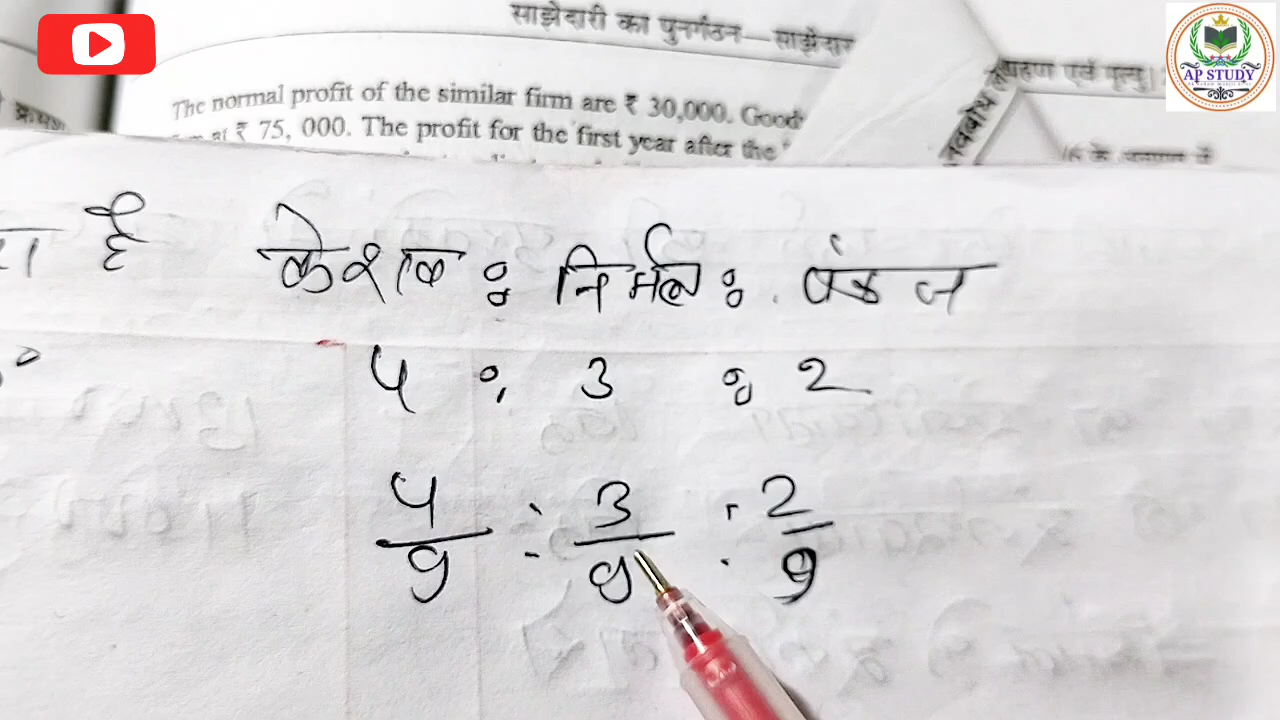 साझेदारी का पुनर्गठन—साझेदार
The normal profit of the similar firm are ₹ 30,000. Good
at ₹ 75, 000. The profit for the first year after the
AP STUDY
है केशव : निर्मल : पंकज
4 : 3 : 2
4/9 : 3/9 : 2/9